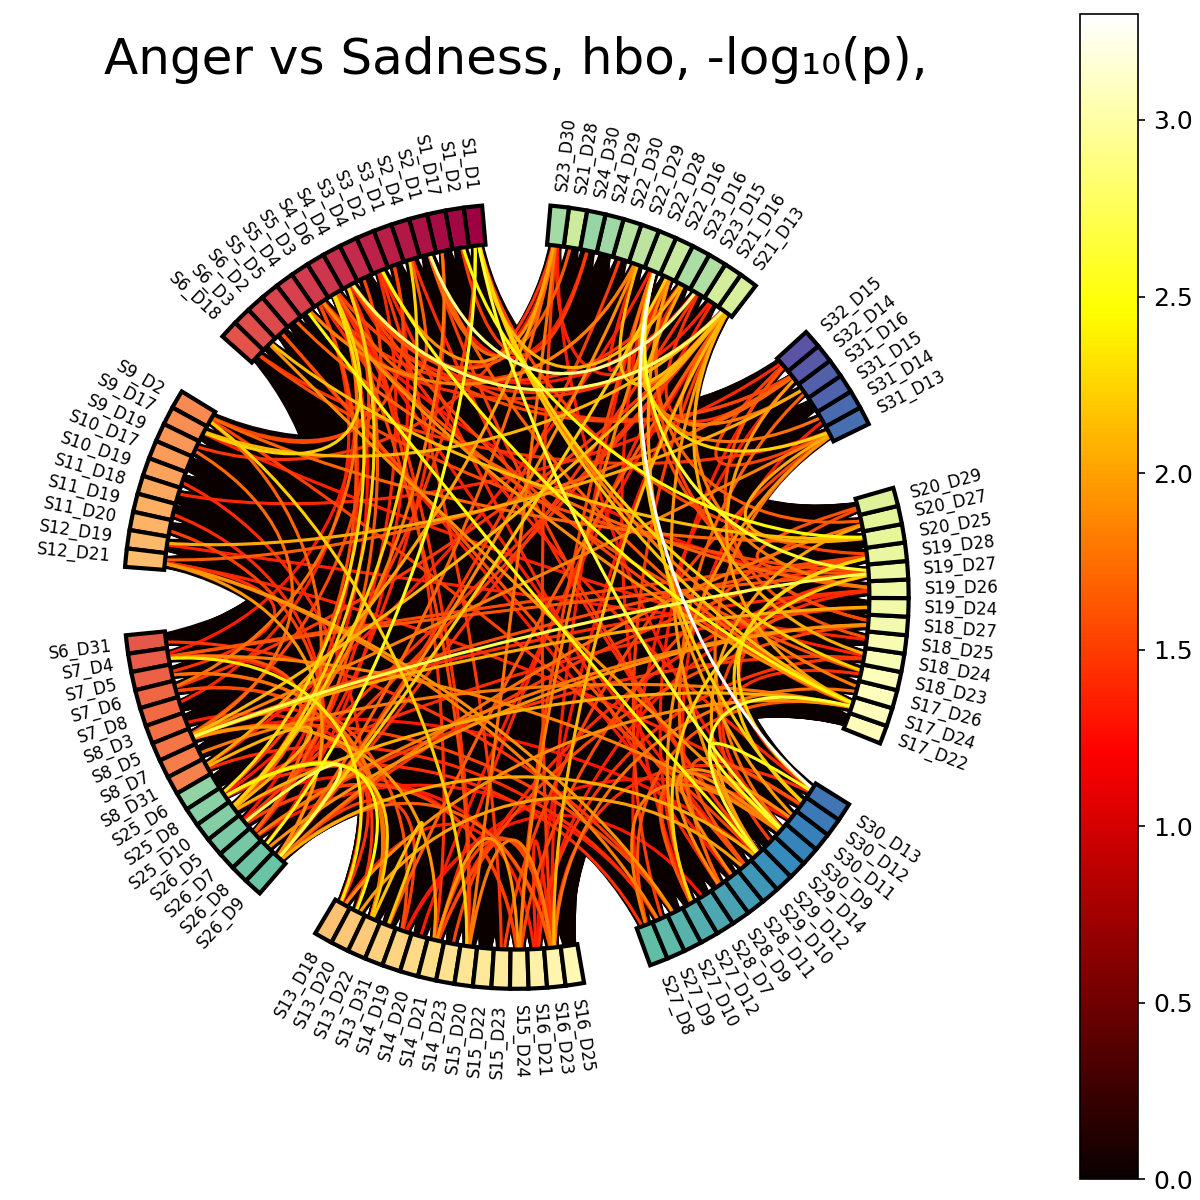 Anger vs Sadness, hbo, -log₁₀(p),
S1_D1
S1_D2
S1_D17
S2_D1
S2_D4
S3_D1
S3_D2
S3_D4
S4_D4
S4_D6
S5_D3
S5_D4
S5_D5
S6_D2
S6_D3
S6_D18
S9_D2
S9_D17
S9_D19
S10_D17
S10_D19
S11_D18
S11_D19
S11_D20
S12_D19
S12_D21
S6_D31
S7_D4
S7_D5
S7_D6
S7_D8
S8_D3
S8_D5
S8_D7
S8_D31
S25_D6
S25_D8
S25_D10
S26_D5
S26_D7
S26_D8
S26_D9
S13_D18
S13_D20
S13_D22
S13_D31
S14_D19
S14_D20
S14_D21
S14_D23
S15_D20
S15_D22
S15_D23
S15_D24
S16_D21
S16_D23
S16_D25
S27_D8
S27_D9
S27_D10
S27_D12
S28_D7
S28_D9
S28_D11
S29_D10
S29_D12
S29_D14
S30_D9
S30_D11
S30_D12
S30_D13
S17_D22
S17_D24
S17_D26
S18_D23
S18_D24
S18_D25
S18_D27
S19_D24
S19_D26
S19_D27
S19_D28
S20_D25
S20_D27
S20_D29
S31_D13
S31_D14
S31_D15
S31_D16
S32_D14
S32_D15
S21_D13
S21_D16
S23_D15
S23_D16
S22_D16
S22_D28
S22_D29
S22_D30
S24_D29
S24_D30
S21_D28
S23_D30
3.0
2.5
2.0
1.5
1.0
0.5
0.0